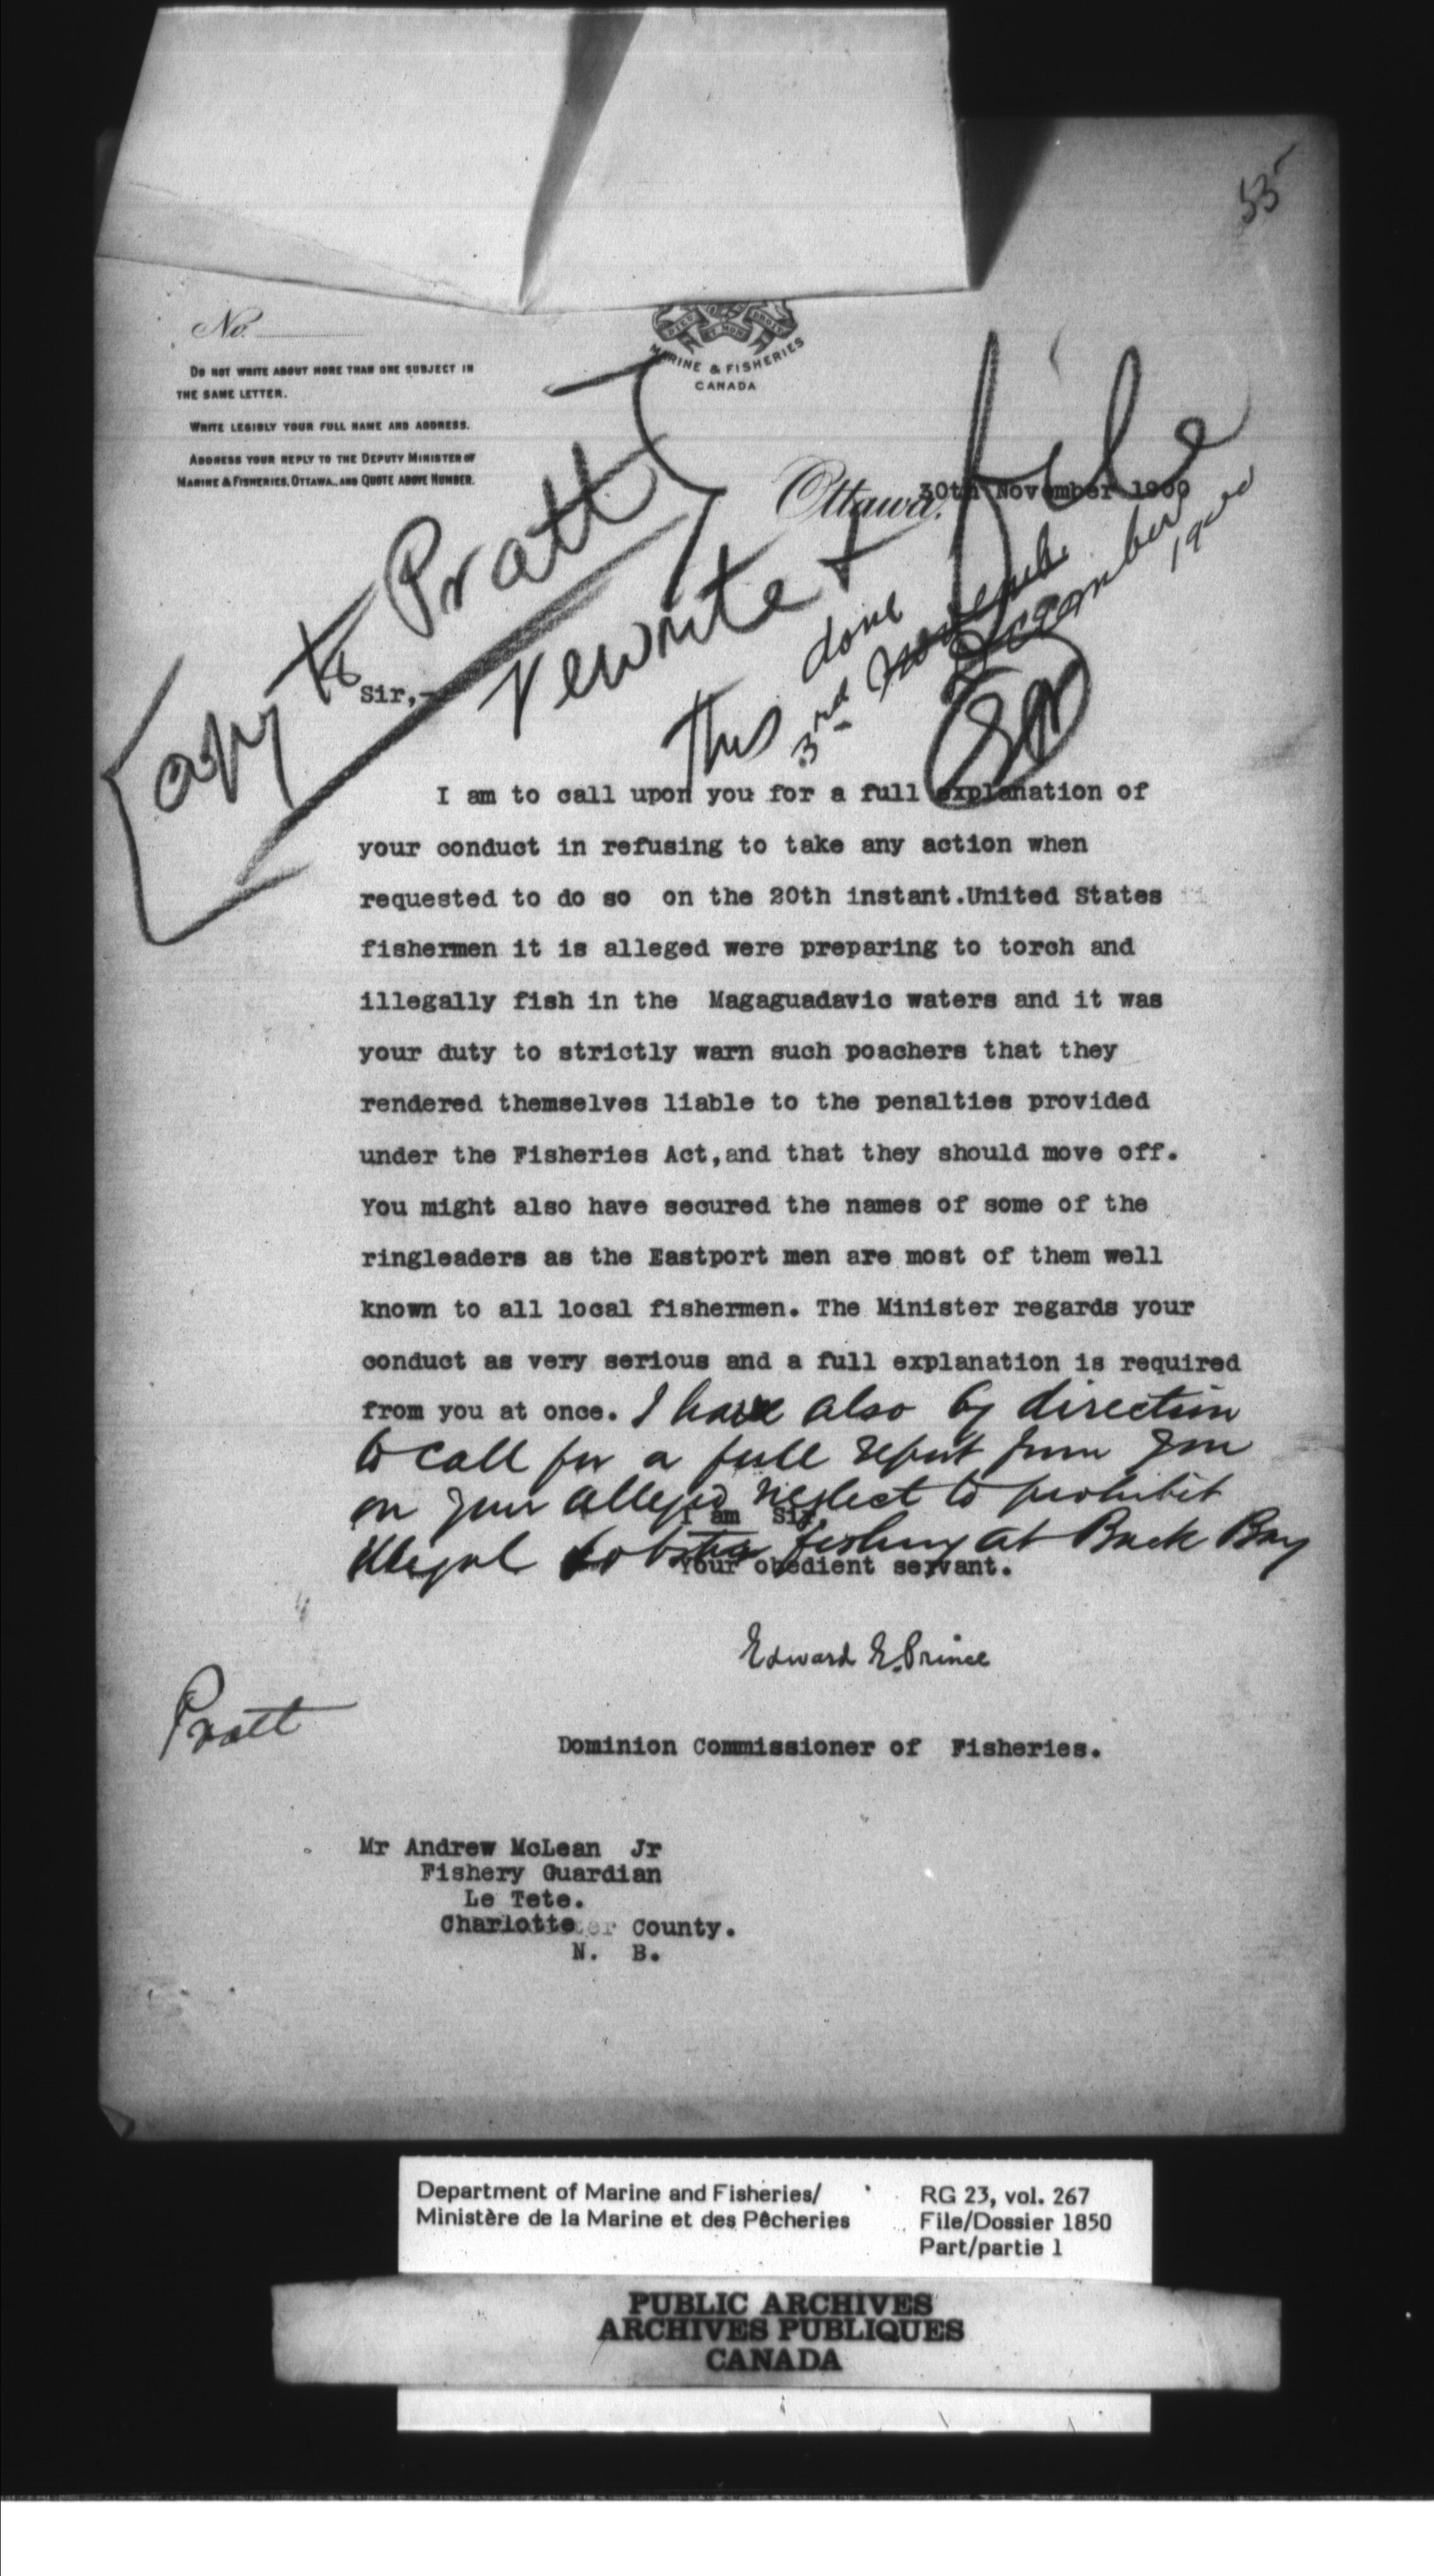 53
No.
DIEU ET MON DROIT
MARINE & FISHERIES
CANADA
DO NOT WRITE ABOUT MORE THAN ONE SUBJECT IN
THE SAME LETTER.
WRITE LEGIBLY YOUR FULL NAME AND ADDRESS.
ADDRESS YOUR REPLY TO THE DEPUTY MINISTER OF
MARINE & FISHERIES, OTTAWA, AND QUOTE ABOVE NUMBER.
Ottawa, 30th November 1900
Copy to Pratt
rewrite + file
This done
3rd Novemb
December
1900
Sir,-
I am to call upon you for a full explanation of
your conduct in refusing to take any action when
requested to do so on the 20th instant.United States
fishermen it is alleged were preparing to torch and
illegally fish in the Magaguadavic waters and it was
your duty to strictly warn such poachers that they
rendered themselves liable to the penalties provided
under the Fisheries Act,and that they should move off.
You might also have secured the names of some of the
ringleaders as the Eastport men are most of them well
known to all local fishermen. The Minister regards your
conduct as very serious and a full explanation is required
from you at once. I have also by direction
to call for a full report from you
on your alleged neglect to prohibit
illegal lobster fishing at Back Bay
I am Sir,
Your obedient servant.
Edward E. Prince
Pratt
Dominion Commissioner of Fisheries.
Mr Andrew McLean Jr
Fishery Guardian
Le Tete.
Charlotte County.
N. B.
Department of Marine and Fisheries/
Ministère de la Marine et des Pêcheries
RG 23, vol. 267
File/Dossier 1850
Part/partie 1
PUBLIC ARCHIVES
ARCHIVES PUBLIQUES
CANADA